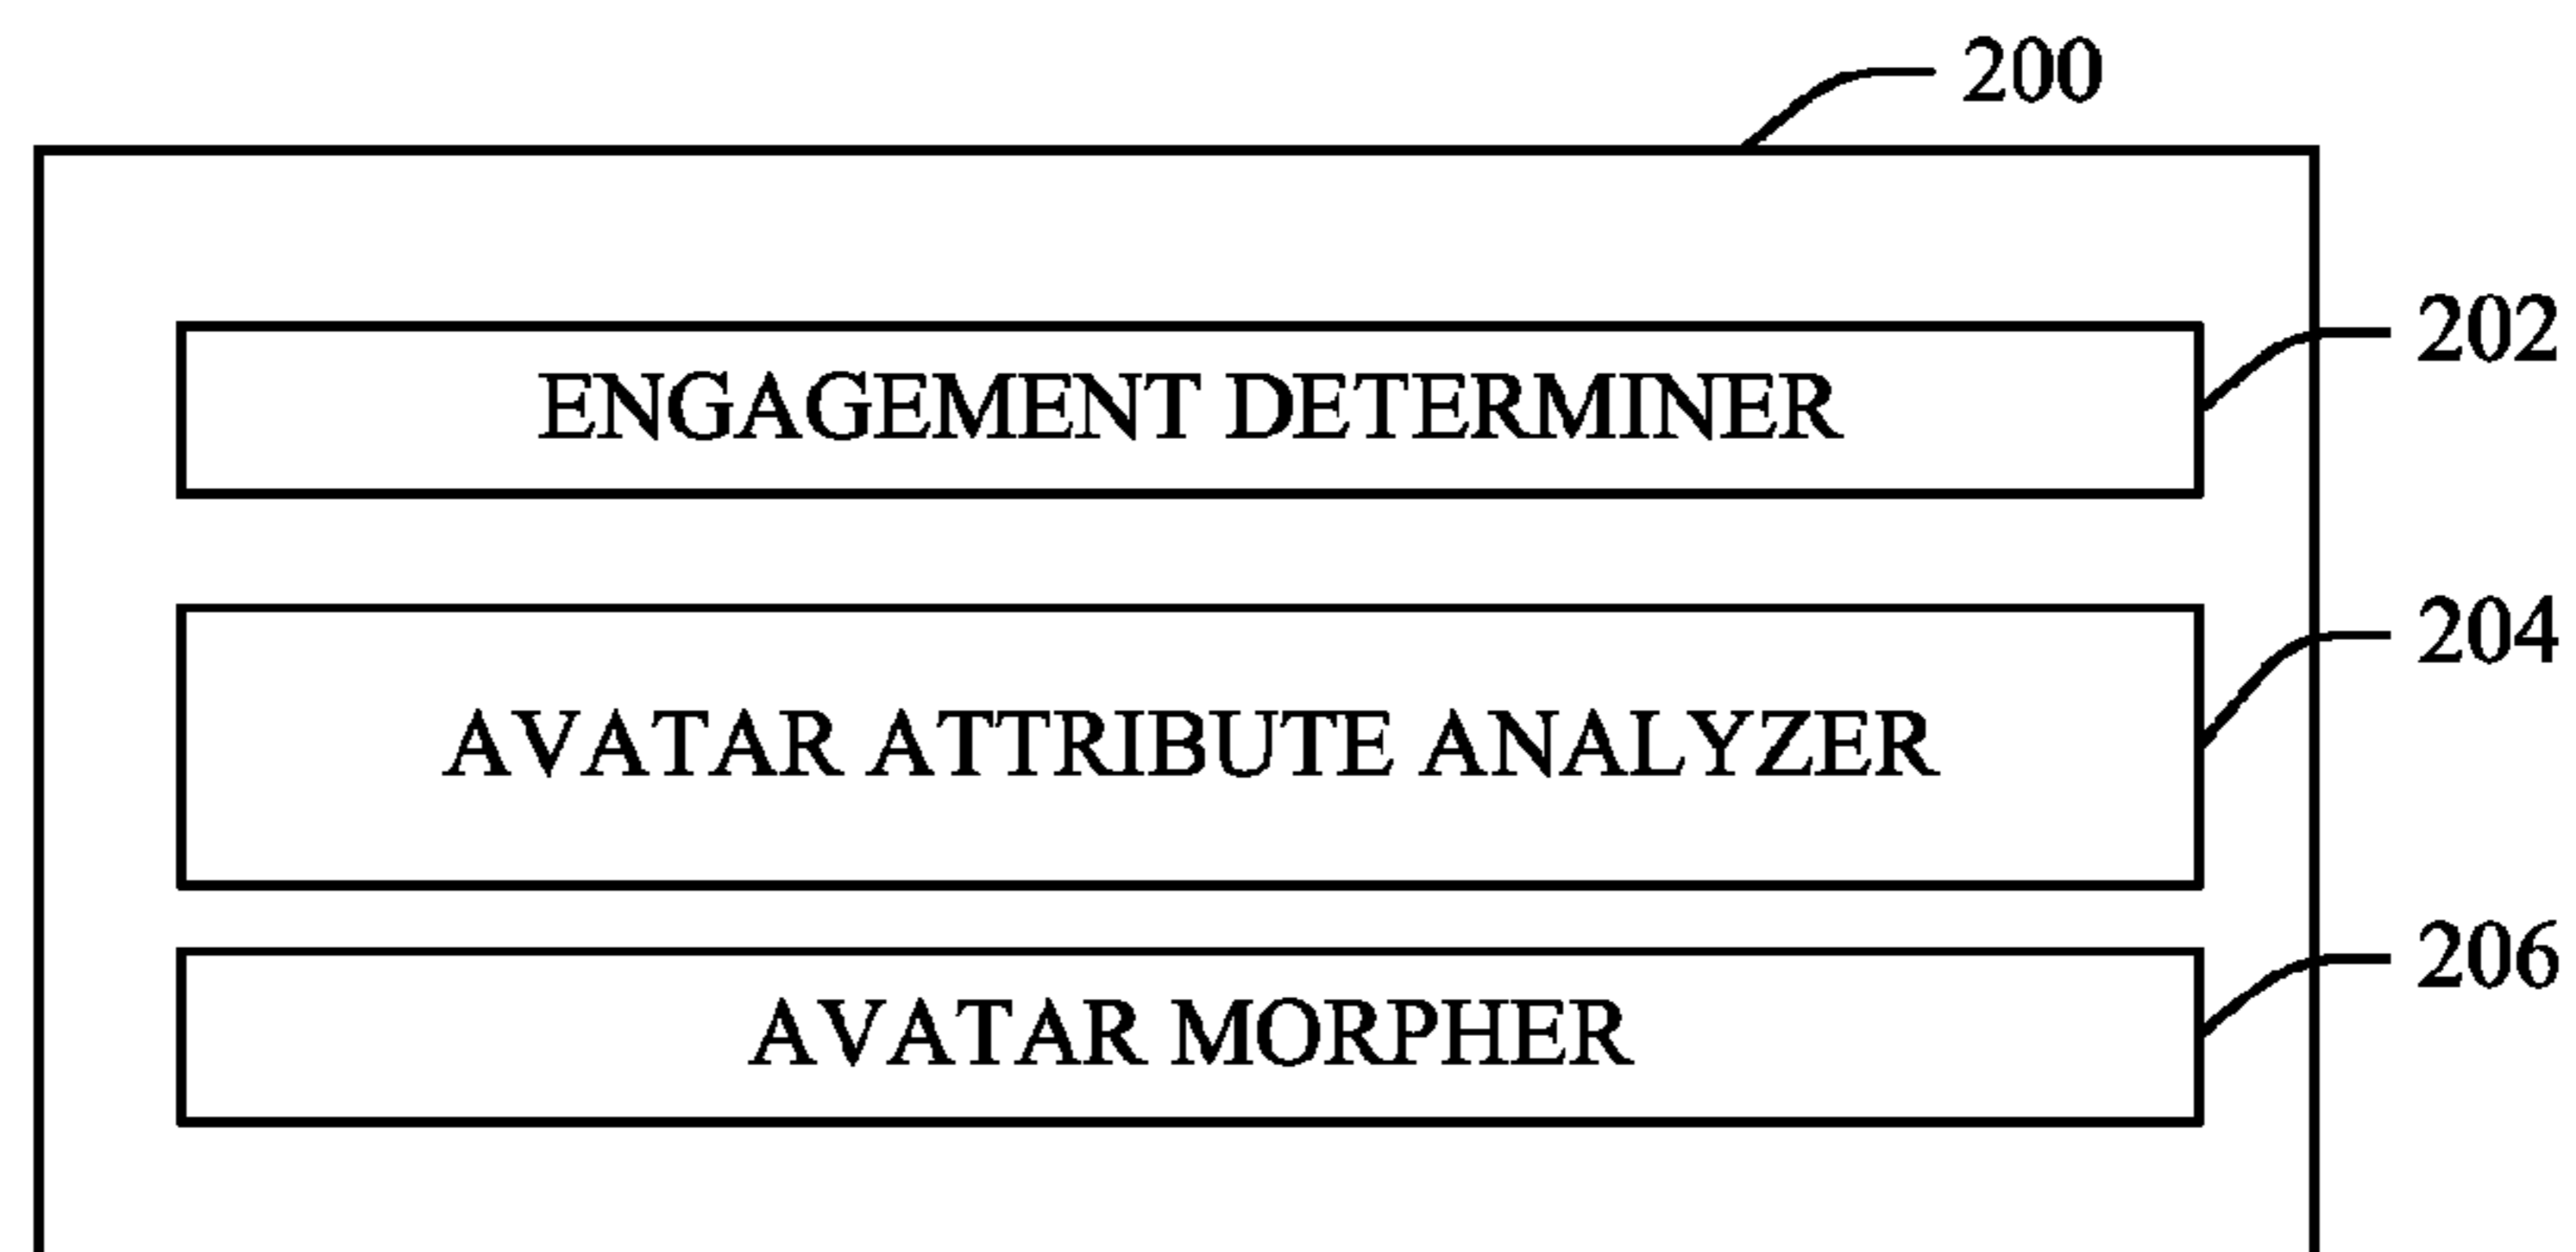 200
202
ENGAGEMENT DETERMINER
204
AVATAR ATTRIBUTE ANALYZER
206
AVATAR MORPHER